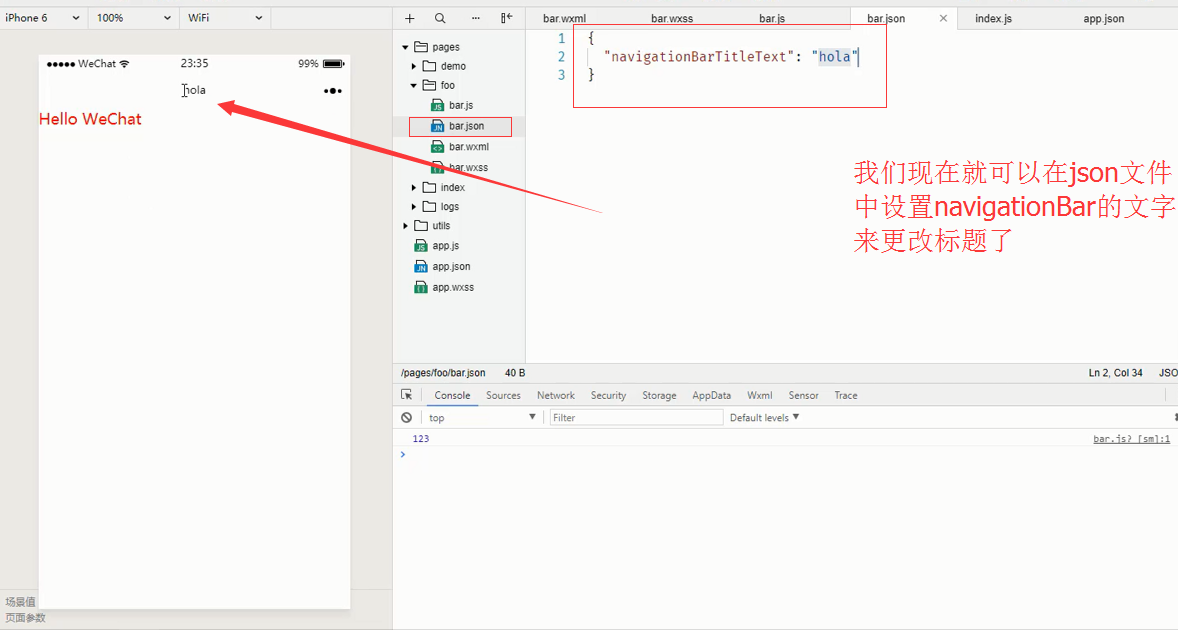 iPhone 6 100% WiFi
bar.wxml bar.wxss bar.js bar.json index.js app.json
WeChat 23:35 99%
hola
Hello WeChat
场景值
页面参数
pages
demo
foo
bar.js
bar.json
bar.wxml
bar.wxss
index
logs
utils
app.js
app.json
app.wxss
1 {
2 "navigationBarTitleText": "hola"
3 }
我们现在就可以在json文件
中设置navigationBar的文字
来更改标题了
/pages/foo/bar.json 40 B Ln 2, Col 34 JSO
Console Sources Network Security Storage AppData Wxml Sensor Trace
top Filter Default levels
123 bar.js? [sm]:1